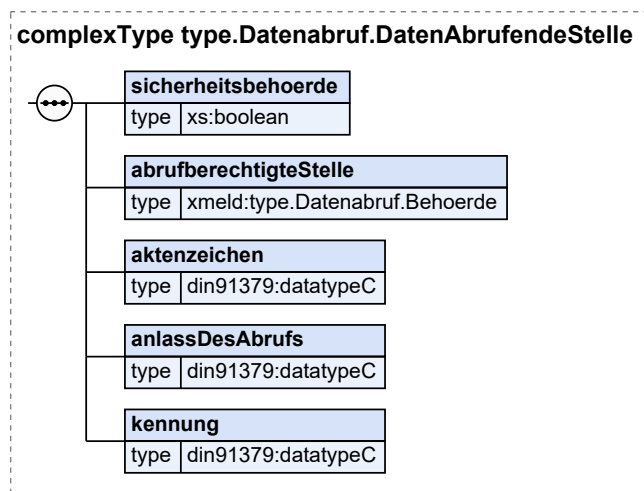 complexType type.Datenabruf.DatenAbrufendeStelle
sicherheitsbehoerde
type xs:boolean
abrufberechtigteStelle
type xmeld:type.Datenabruf.Behoerde
aktenzeichen
type din91379:datatypeC
anlassDesAbrufs
type din91379:datatypeC
kennung
type din91379:datatypeC